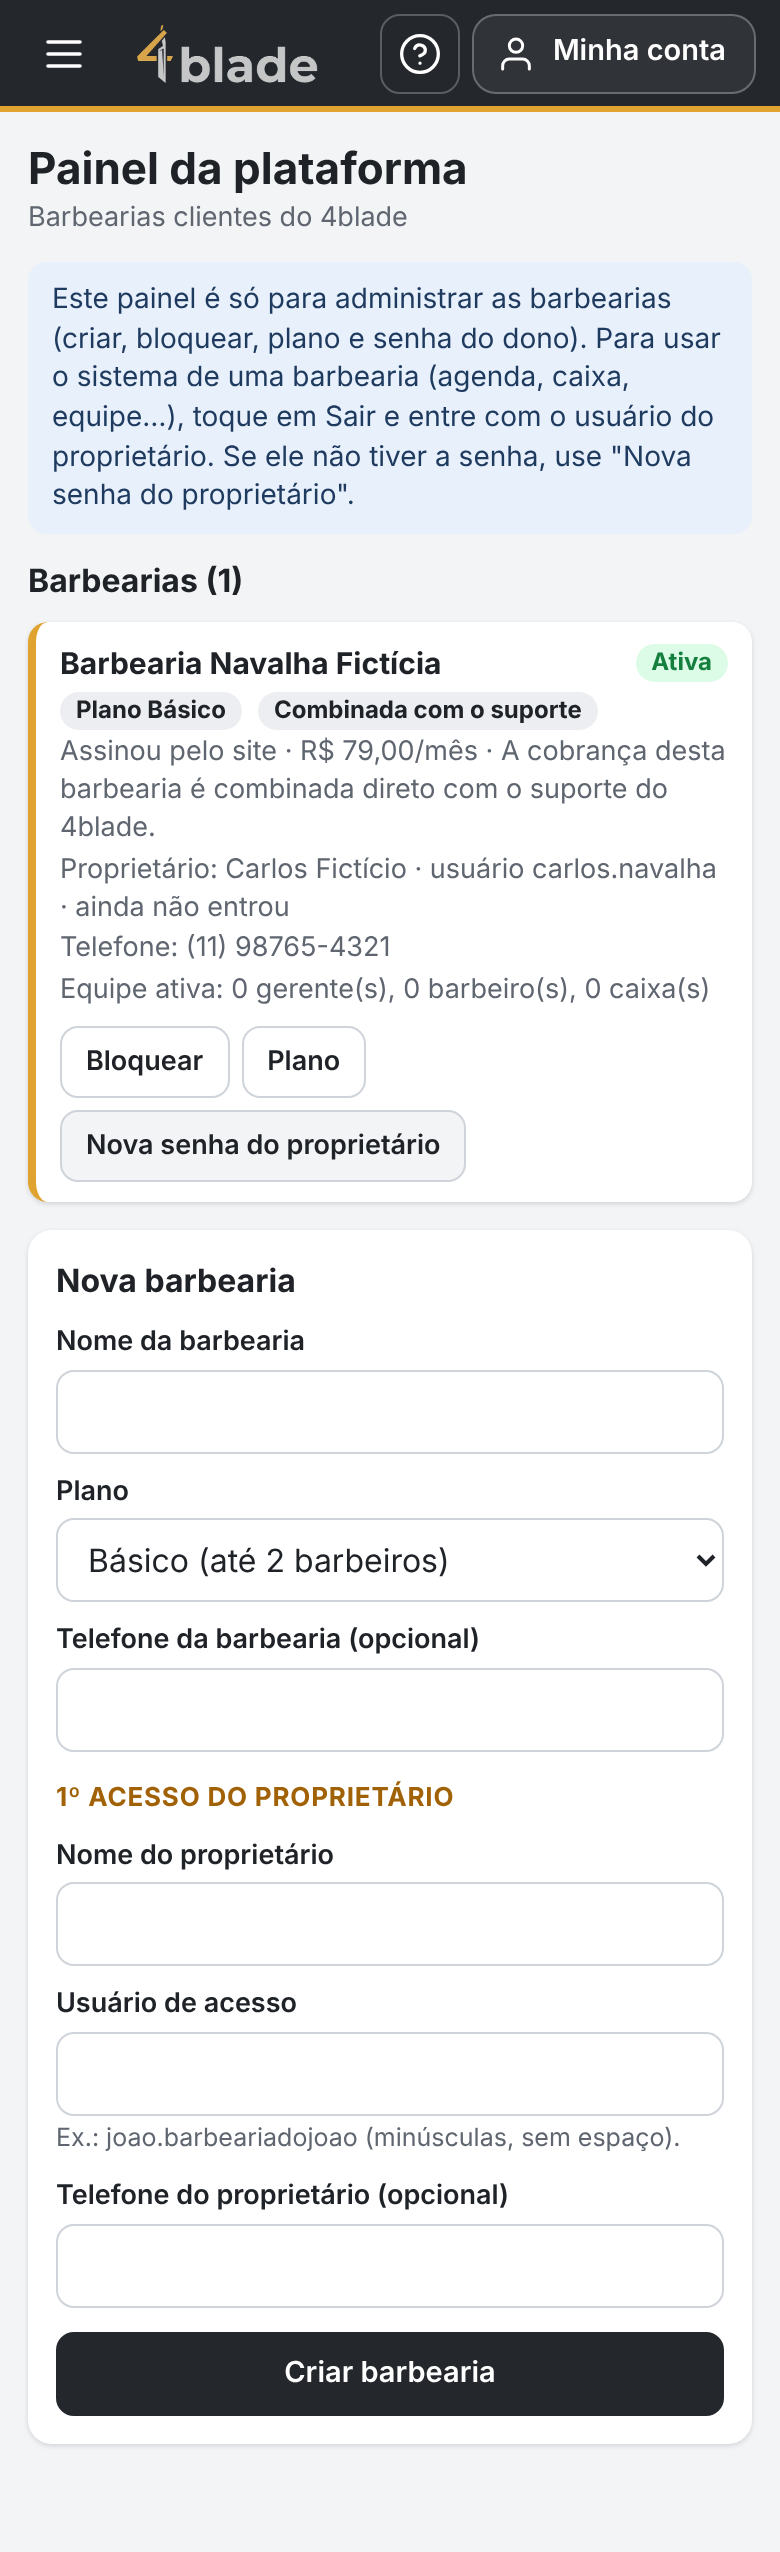 4blade
Minha conta
Painel da plataforma
Barbearias clientes do 4blade
Este painel é só para administrar as barbearias
(criar, bloquear, plano e senha do dono). Para usar
o sistema de uma barbearia (agenda, caixa,
equipe...), toque em Sair e entre com o usuário do
proprietário. Se ele não tiver a senha, use "Nova
senha do proprietário".
Barbearias (1)
Barbearia Navalha Fictícia
Ativa
Plano Básico
Combinada com o suporte
Assinou pelo site · R$ 79,00/mês · A cobrança desta
barbearia é combinada direto com o suporte do
4blade.
Proprietário: Carlos Fictício · usuário carlos.navalha
· ainda não entrou
Telefone: (11) 98765-4321
Equipe ativa: 0 gerente(s), 0 barbeiro(s), 0 caixa(s)
Bloquear
Plano
Nova senha do proprietário
Nova barbearia
Nome da barbearia
Plano
Básico (até 2 barbeiros)
Telefone da barbearia (opcional)
1º ACESSO DO PROPRIETÁRIO
Nome do proprietário
Usuário de acesso
Ex.: joao.barbeariadojoao (minúsculas, sem espaço).
Telefone do proprietário (opcional)
Criar barbearia